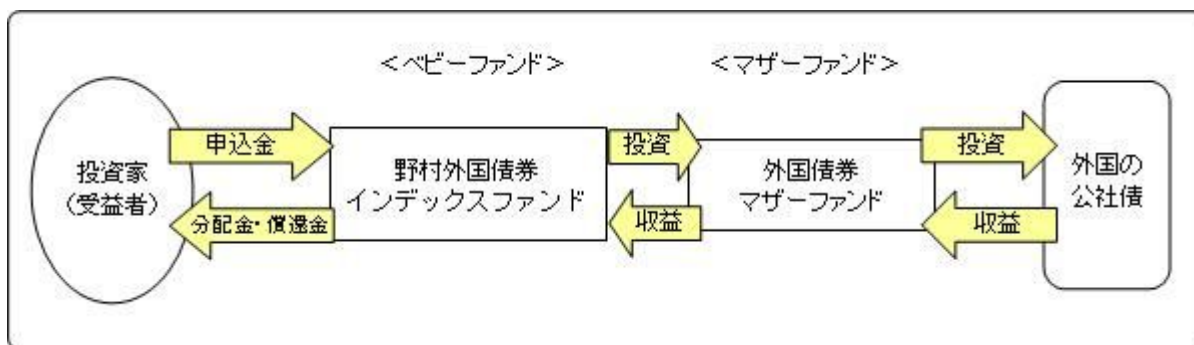 <ベビーファンド>
<マザーファンド>
申込金
投資
投資
投資家
(受益者)
野村外国債券
インデックスファンド
外国債券
マザーファンド
外国の
公社債
分配金・償還金
収益
収益